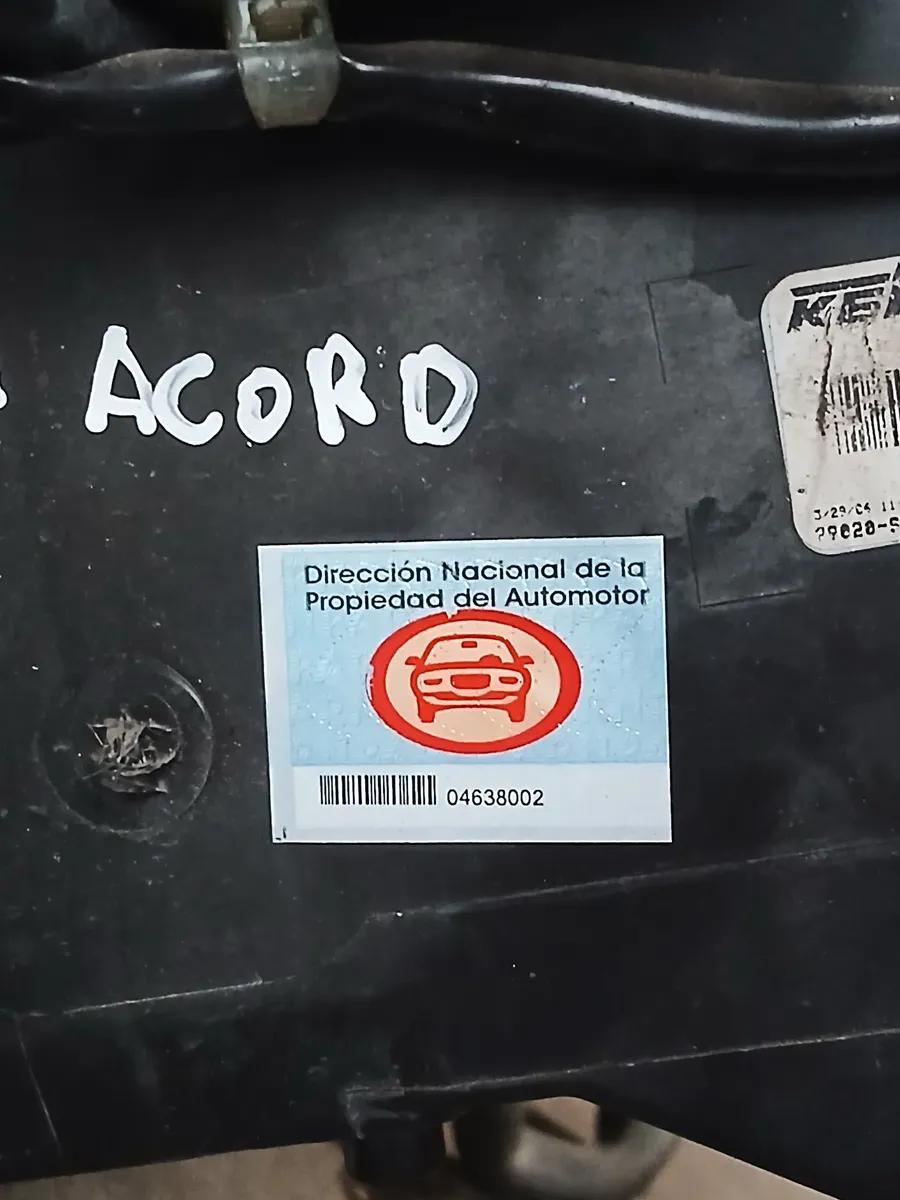 ACORD
Dirección Nacional de la
Propiedad del Automotor
04638002